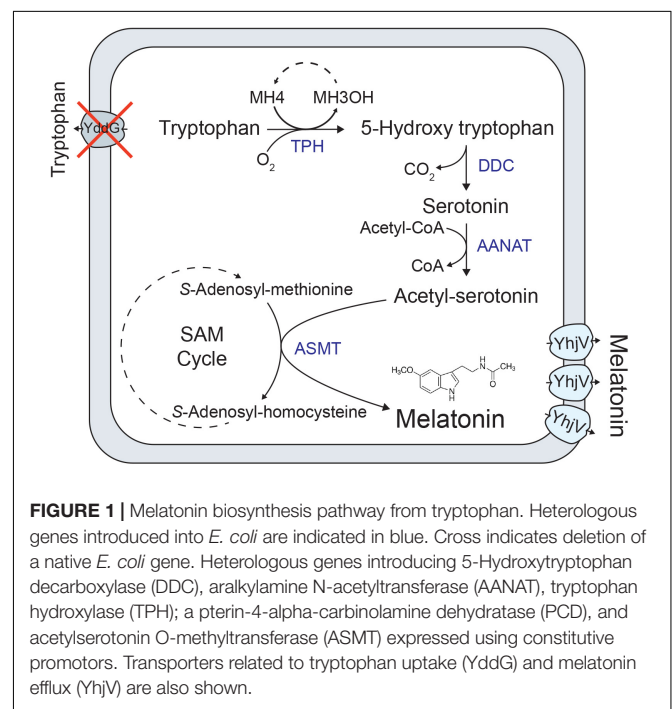 MH4 MH3OH
Tryptophan
YddG
Tryptophan
O2
TPH
5-Hydroxy tryptophan
CO2
DDC
Serotonin
Acetyl-CoA
AANAT
CoA
S-Adenosyl-methionine
Acetyl-serotonin
SAM
Cycle
ASMT
S-Adenosyl-homocysteine
Melatonin
H3CO
N
H
H
N
O
CH3
YhjV
YhjV
YhjV
Melatonin
FIGURE 1 | Melatonin biosynthesis pathway from tryptophan. Heterologous
genes introduced into E. coli are indicated in blue. Cross indicates deletion of
a native E. coli gene. Heterologous genes introducing 5-Hydroxytryptophan
decarboxylase (DDC), aralkylamine N-acetyltransferase (AANAT), tryptophan
hydroxylase (TPH); a pterin-4-alpha-carbinolamine dehydratase (PCD), and
acetylserotonin O-methyltransferase (ASMT) expressed using constitutive
promotors. Transporters related to tryptophan uptake (YddG) and melatonin
efflux (YhjV) are also shown.